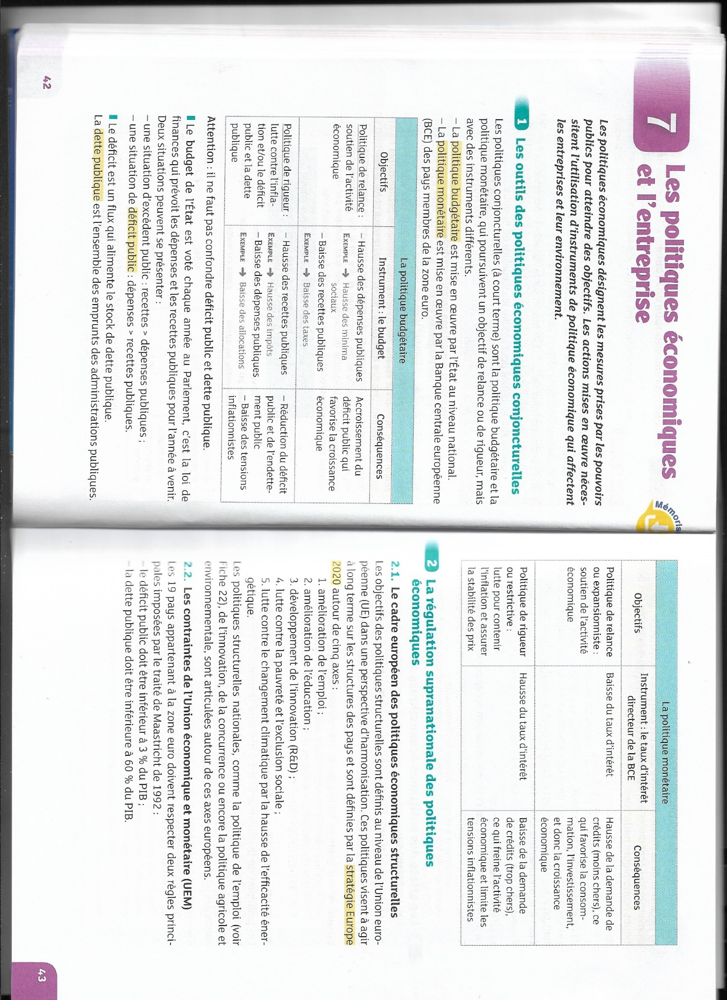 7
Les politiques économiques
et l'entreprise
Mémoris
Les politiques économiques désignent les mesures prises par les pouvoirs
publics pour atteindre des objectifs. Les actions mises en œuvre néces-
sitent l'utilisation d'instruments de politique économique qui affectent
les entreprises et leur environnement.
1 Les outils des politiques économiques conjoncturelles
Les politiques conjoncturelles (à court terme) sont la politique budgétaire et la
politique monétaire, qui poursuivent un objectif de relance ou de rigueur, mais
avec des instruments différents.
– La politique budgétaire est mise en œuvre par l'État au niveau national.
– La politique monétaire est mise en œuvre par la Banque centrale européenne
(BCE) des pays membres de la zone euro.
La politique budgétaire
Objectifs
Instrument : le budget
Conséquences
Politique de relance :
soutien de l'activité
économique
– Hausse des dépenses publiques
EXEMPLE ➔ Hausse des minima
sociaux
– Baisse des recettes publiques
EXEMPLE ➔ Baisse des taxes
Accroissement du
déficit public qui
favorise la croissance
économique
Politique de rigueur :
lutte contre l'infla-
tion et/ou le déficit
public et la dette
publique
– Hausse des recettes publiques
EXEMPLE ➔ Hausse des impôts
– Baisse des dépenses publiques
EXEMPLE ➔ Baisse des allocations
– Réduction du déficit
public et de l'endette-
ment public
– Baisse des tensions
inflationnistes
Attention : il ne faut pas confondre déficit public et dette publique.
Le budget de l'État est voté chaque année au Parlement, c'est la loi de
finances qui prévoit les dépenses et les recettes publiques pour l'année à venir.
Deux situations peuvent se présenter :
– une situation d'excédent public : recettes > dépenses publiques ;
– une situation de déficit public : dépenses > recettes publiques.
Le déficit est un flux qui alimente le stock de dette publique.
La dette publique est l'ensemble des emprunts des administrations publiques.
42
La politique monétaire
Objectifs
Instrument : le taux d'intérêt
directeur de la BCE
Conséquences
Politique de relance
ou expansionniste :
soutien de l'activité
économique
Baisse du taux d'intérêt
Hausse de la demande de
crédits (moins chers), ce
qui favorise la consom-
mation, l'investissement,
et donc la croissance
économique
Politique de rigueur
ou restrictive :
lutte pour contenir
l'inflation et assurer
la stabilité des prix
Hausse du taux d'intérêt
Baisse de la demande
de crédits (trop chers),
ce qui freine l'activité
économique et limite les
tensions inflationnistes
2 La régulation supranationale des politiques
économiques
2.1. Le cadre européen des politiques économiques structurelles
Les objectifs des politiques structurelles sont définis au niveau de l'Union euro-
péenne (UE) dans une perspective d'harmonisation. Ces politiques visent à agir
à long terme sur les structures des pays et sont définies par la stratégie Europe
2020 autour de cinq axes :
1. amélioration de l'emploi ;
2. amélioration de l'éducation ;
3. développement de l'innovation (R&D) ;
4. lutte contre la pauvreté et l'exclusion sociale ;
5. lutte contre le changement climatique par la hausse de l'efficacité éner-
gétique.
Les politiques structurelles nationales, comme la politique de l'emploi (voir
Fiche 22), de l'innovation, de la concurrence ou encore la politique agricole et
environnementale, sont articulées autour de ces axes européens.
2.2. Les contraintes de l'Union économique et monétaire (UEM)
Les 19 pays appartenant à la zone euro doivent respecter deux règles princi-
pales imposées par le traité de Maastricht de 1992 :
– le déficit public doit être inférieur à 3 % du PIB ;
– la dette publique doit être inférieure à 60 % du PIB.
43